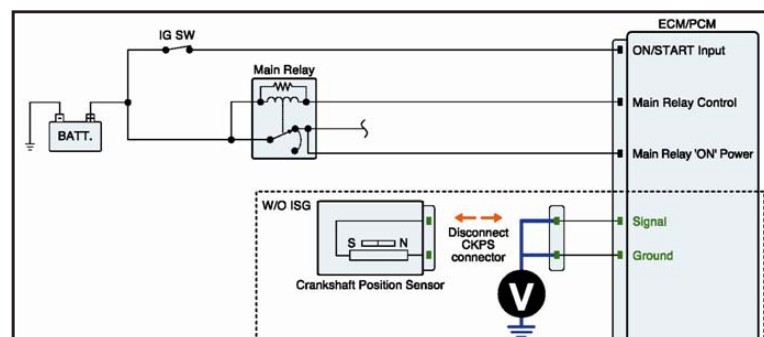 ECM/PCM
IG SW
ON/START Input
Main Relay
Main Relay Control
BATT.
Main Relay 'ON' Power
W/O ISG
S N
Disconnect
CKPS
connector
Signal
Ground
Crankshaft Position Sensor
V